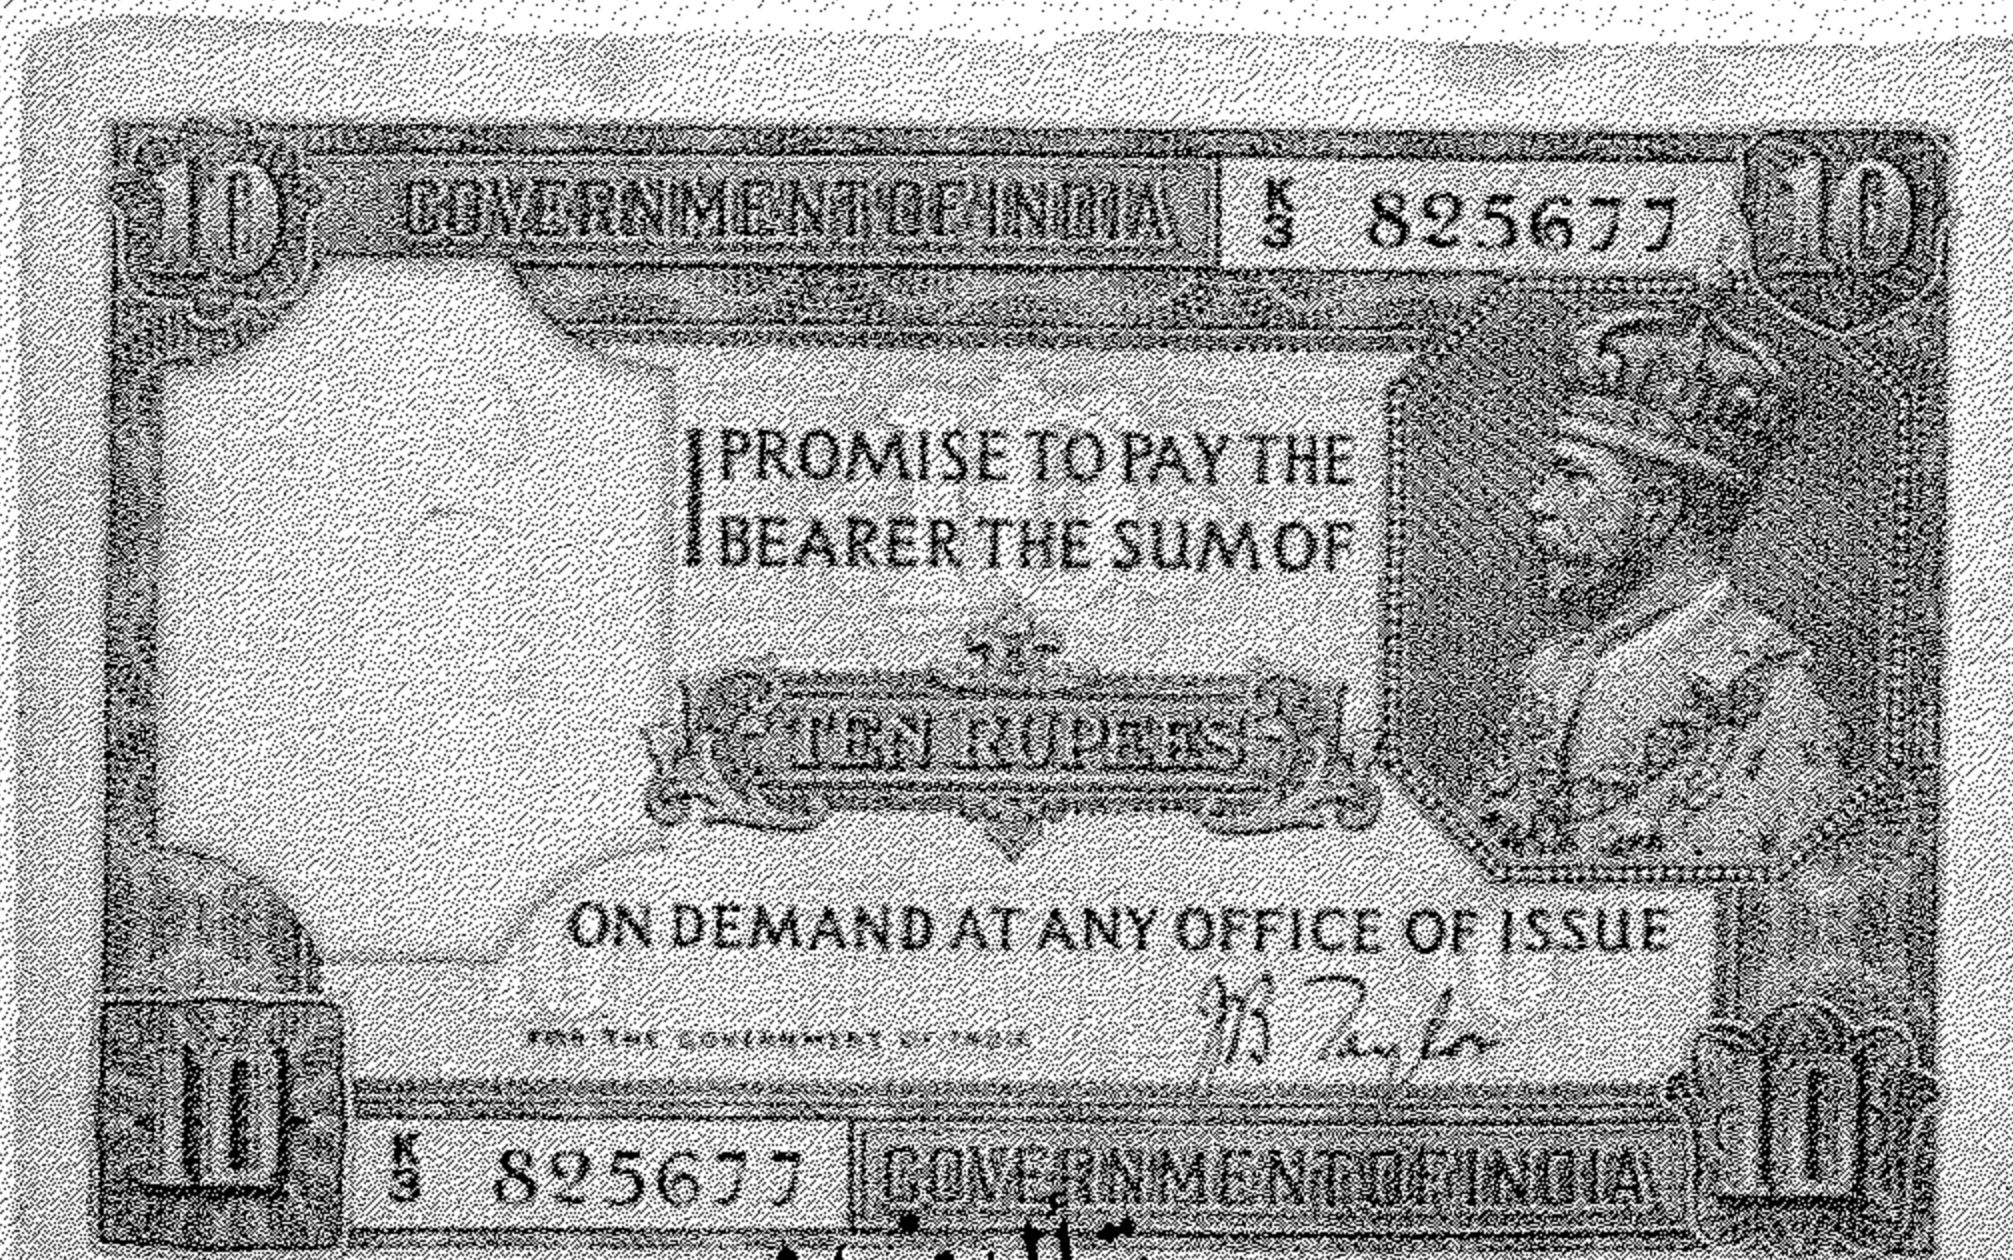 10 GOVERNMENT OF INDIA K/3 825677 10
I PROMISE TO PAY THE
BEARER THE SUM OF
TEN RUPEES
ON DEMAND AT ANY OFFICE OF ISSUE
FOR THE GOVERNMENT OF INDIA J B Taylor
10 K/3 825677 GOVERNMENT OF INDIA 10